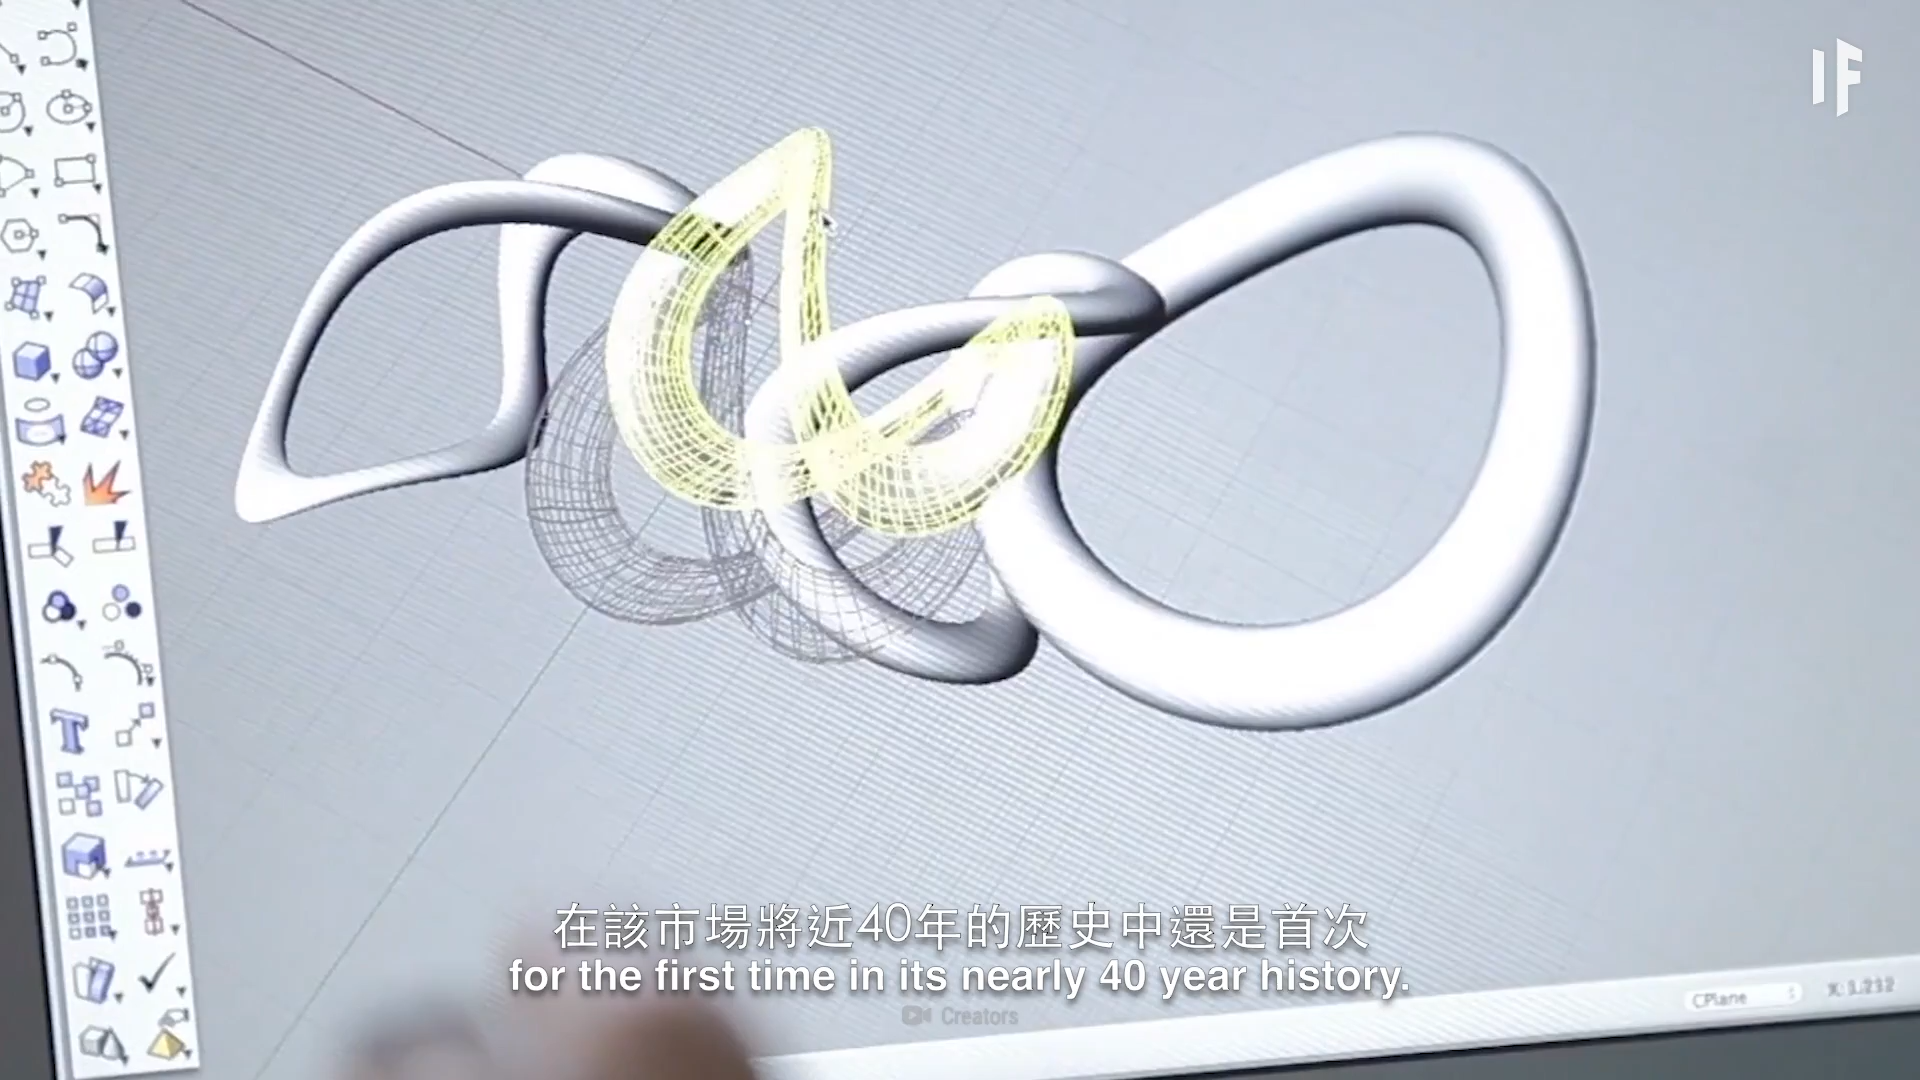 IF
在該市場將近40年的歷史中還是首次
for the first time in its nearly 40 year history.
Creators
CPlane